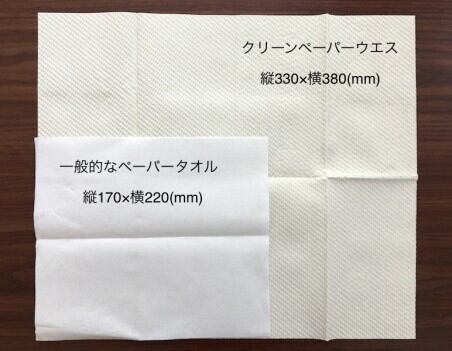 クリーンペーパーウエス
縦330×横380(mm)
一般的なペーパータオル
縦170×横220(mm)